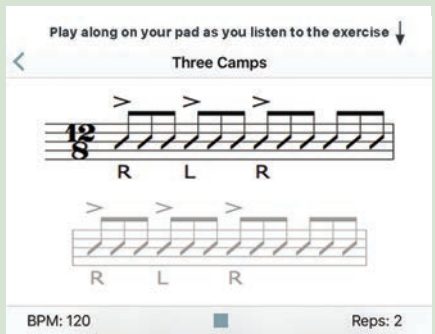 Play along on your pad as you listen to the exercise
Three Camps
12
8
R L R
R L R
BPM: 120 Reps: 2